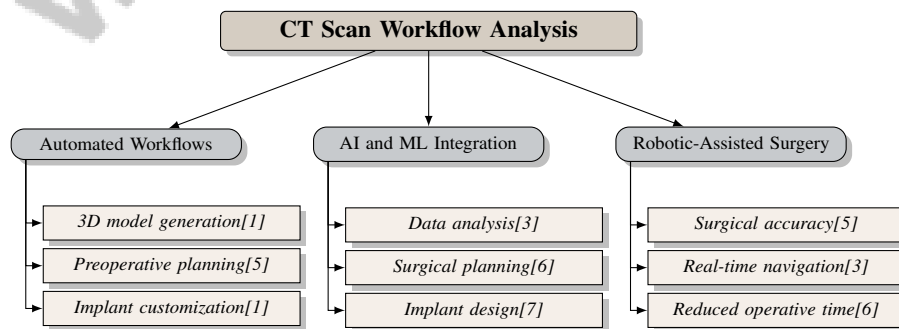 CT Scan Workflow Analysis
Automated Workflows
3D model generation[1]
Preoperative planning[5]
Implant customization[1]
AI and ML Integration
Data analysis[3]
Surgical planning[6]
Implant design[7]
Robotic-Assisted Surgery
Surgical accuracy[5]
Real-time navigation[3]
Reduced operative time[6]